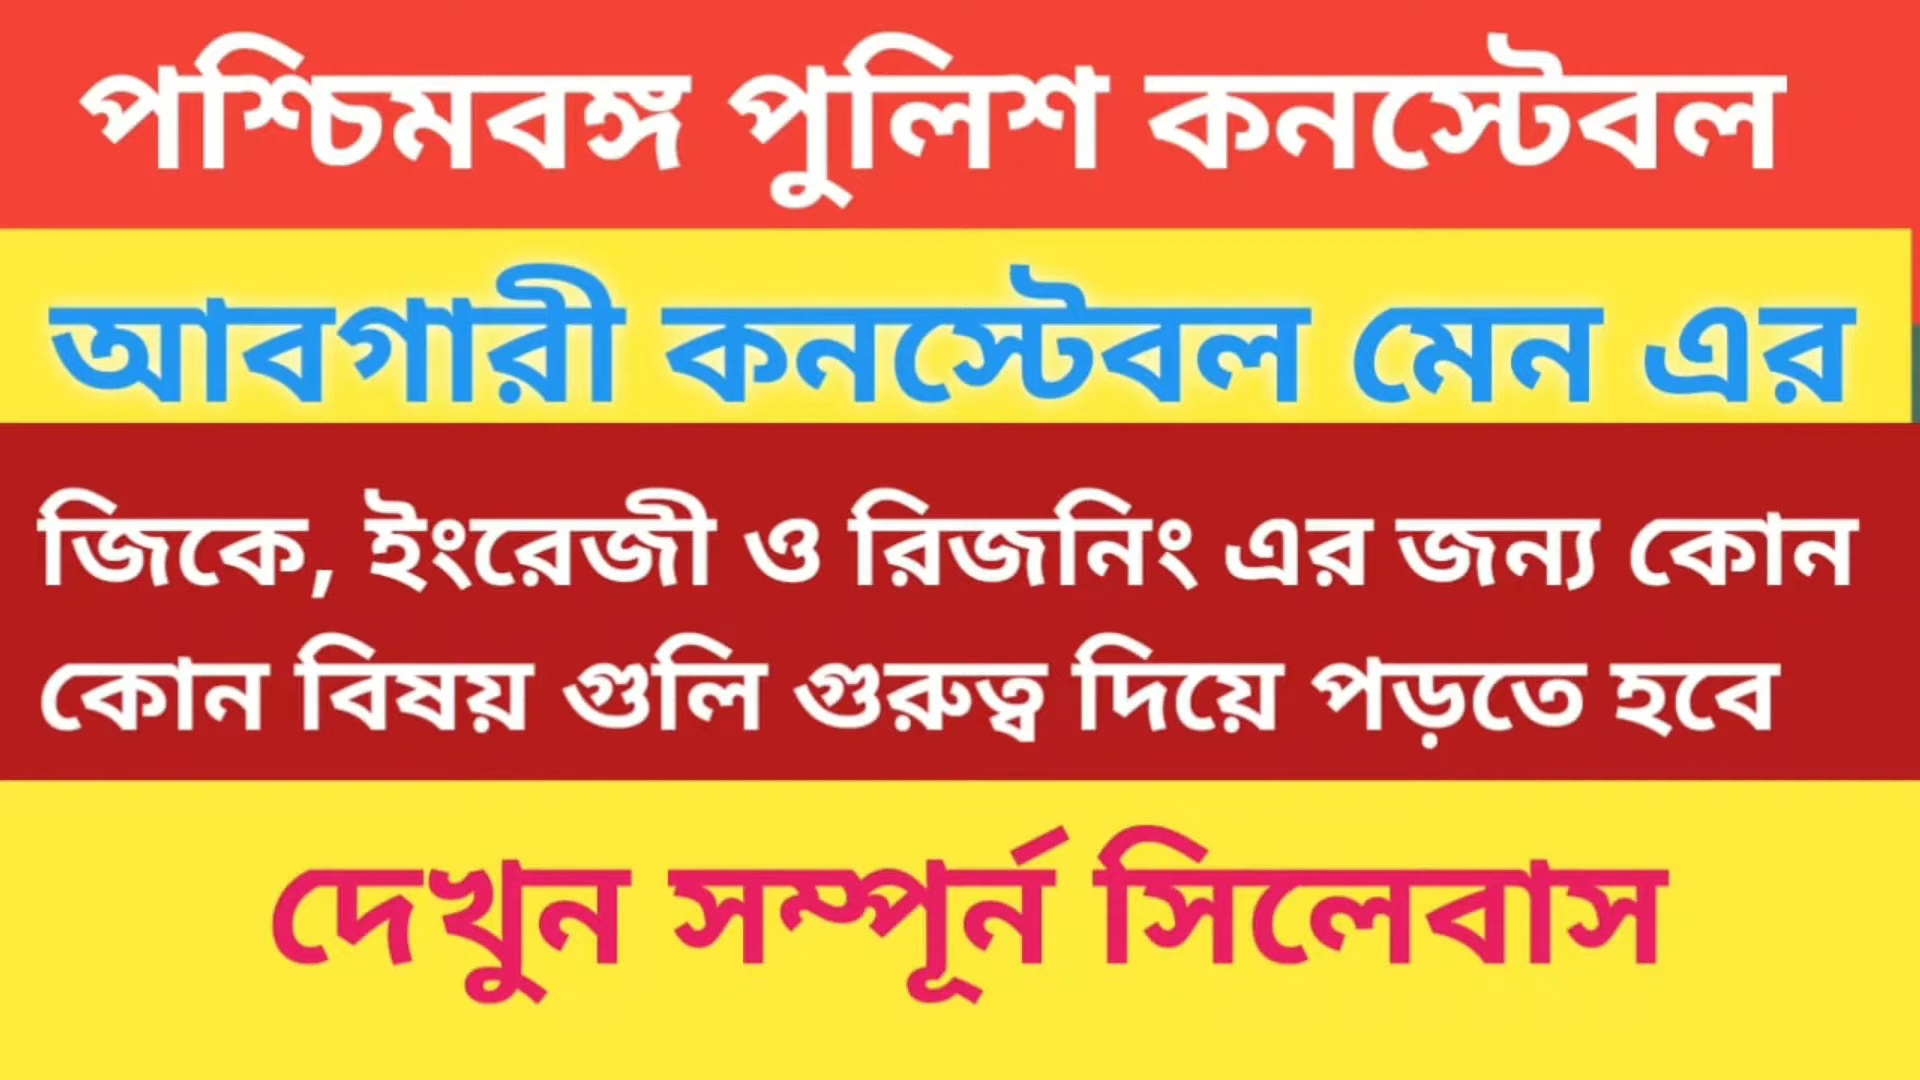 পশ্চিমবঙ্গ পুলিশ কনস্টেবল
আবগারী কনস্টেবল মেন এর
জিকে, ইংরেজী ও রিজনিং এর জন্য কোন
কোন বিষয় গুলি গুরুত্ব দিয়ে পড়তে হবে
দেখুন সম্পূর্ন সিলেবাস